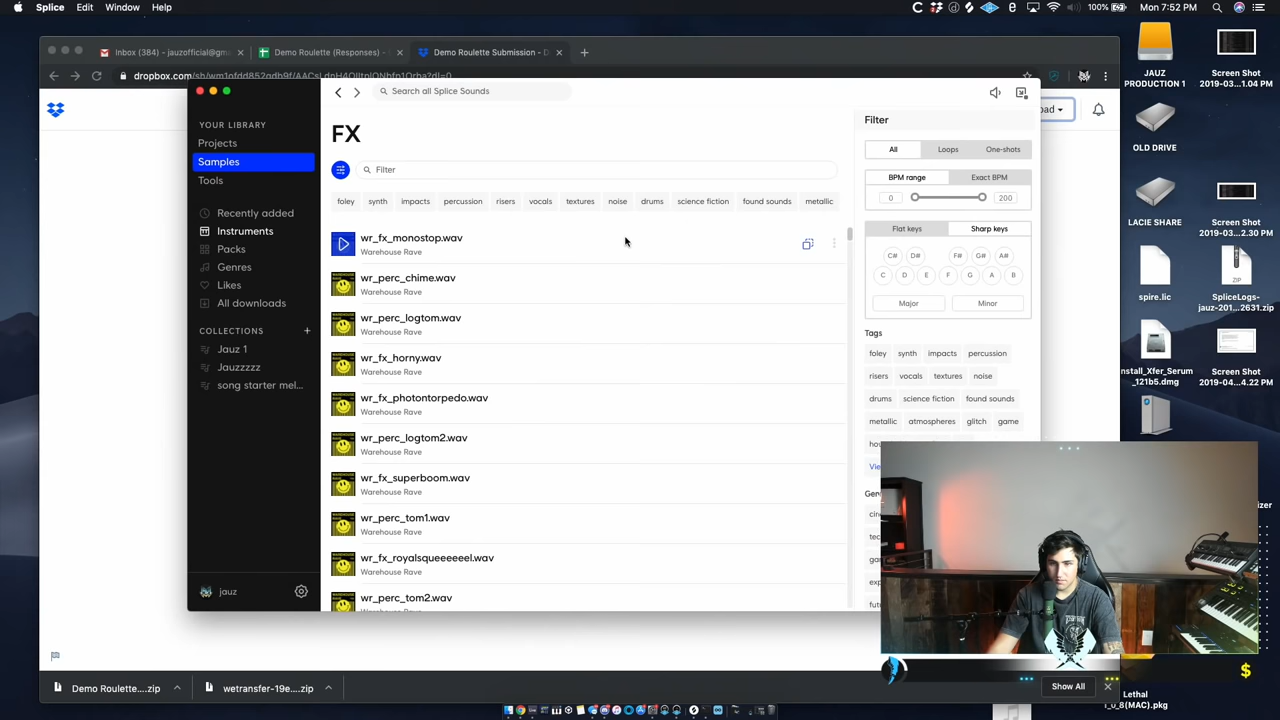 Splice Edit Window Help 100% Mon 7:52 PM
Inbox (384) - jauzofficial@gm
Demo Roulette (Responses) -
Demo Roulette Submission - D
Search all Splice Sounds
YOUR LIBRARY
Projects
Samples
Tools
Recently added
Instruments
Packs
Genres
Likes
All downloads
COLLECTIONS +
Jauz 1
Jauzzzzz
song starter mel...
jauz
FX
Filter
foley synth impacts percussion risers vocals textures noise drums science fiction found sounds metallic
wr_fx_monostop.wav
Warehouse Rave
wr_perc_chime.wav
Warehouse Rave
wr_perc_logtom.wav
Warehouse Rave
wr_fx_horny.wav
Warehouse Rave
wr_fx_photontorpedo.wav
Warehouse Rave
wr_perc_logtom2.wav
Warehouse Rave
wr_fx_superboom.wav
Warehouse Rave
wr_perc_tom1.wav
Warehouse Rave
wr_fx_royalsqueeeeeel.wav
Warehouse Rave
wr_perc_tom2.wav
Filter
All Loops One-shots
BPM range Exact BPM
0 200
Flat keys Sharp keys
C# D# F# G# A#
C D E F G A B
Major Minor
Tags
foley synth impacts percussion
risers vocals textures noise
drums science fiction found sounds
metallic atmospheres glitch game
JAUZ
PRODUCTION 1
Screen Shot
2019-03....1.04 PM
OLD DRIVE
LACIE SHARE
Screen Shot
2019-03...2.30 PM
spire.lic
ZIP
SpliceLogs-
jauz-201...2631.zip
nstall_Xfer_Serum
_121b5.dmg
Screen Shot
2019-04...4.22 PM
Demo Roulette....zip
wetransfer-19e....zip
Show All
$
Lethal
1_0_8(MAC).pkg